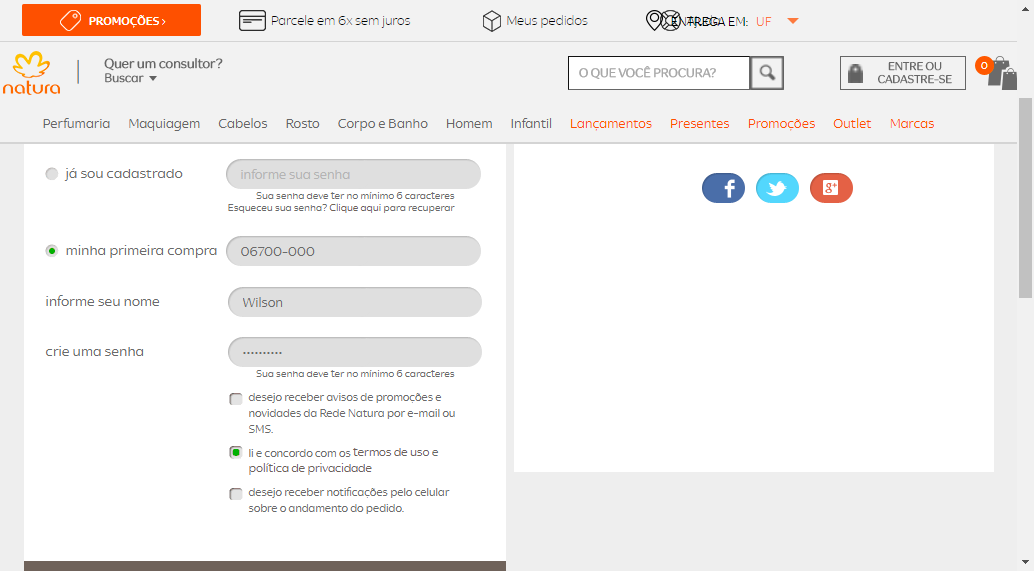 PROMOÇÕES ›
Parcele em 6x sem juros
Meus pedidos
ENTREGA EM: UF
natura
Quer um consultor?
Buscar
O QUE VOCÊ PROCURA?
ENTRE OU
CADASTRE-SE
0
Perfumaria Maquiagem Cabelos Rosto Corpo e Banho Homem Infantil Lançamentos Presentes Promoções Outlet Marcas
já sou cadastrado
informe sua senha
Sua senha deve ter no mínimo 6 caracteres
Esqueceu sua senha? Clique aqui para recuperar
minha primeira compra
06700-000
informe seu nome
Wilson
crie uma senha
••••••••••
Sua senha deve ter no mínimo 6 caracteres
desejo receber avisos de promoções e
novidades da Rede Natura por e-mail ou
SMS.
li e concordo com os termos de uso e
política de privacidade
desejo receber notificações pelo celular
sobre o andamento do pedido.
f
g+